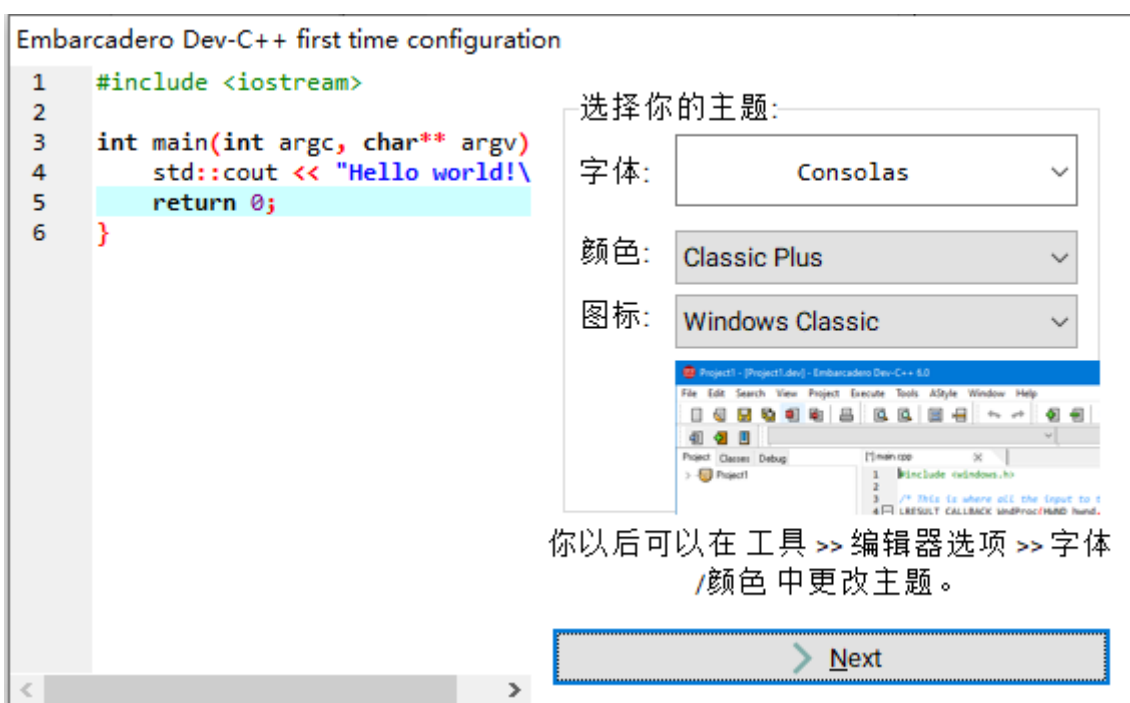 Embarcadero Dev-C++ first time configuration
1 #include <iostream>
2
3 int main(int argc, char** argv)
4 std::cout << "Hello world!\
5 return 0;
6 }
选择你的主题:
字体: Consolas
颜色: Classic Plus
图标: Windows Classic
Project1 - [Project1.dev] - Embarcadero Dev-C++ 6.0
File Edit Search View Project Execute Tools AStyle Window Help
Project Classes Debug [*] main.cpp
Project1
1 #include <windows.h>
2
3 /* This is where all the input to t
4 LRESULT CALLBACK WndProc(HWND hwnd,
你以后可以在 工具 >> 编辑器选项 >> 字体
/颜色 中更改主题。
Next